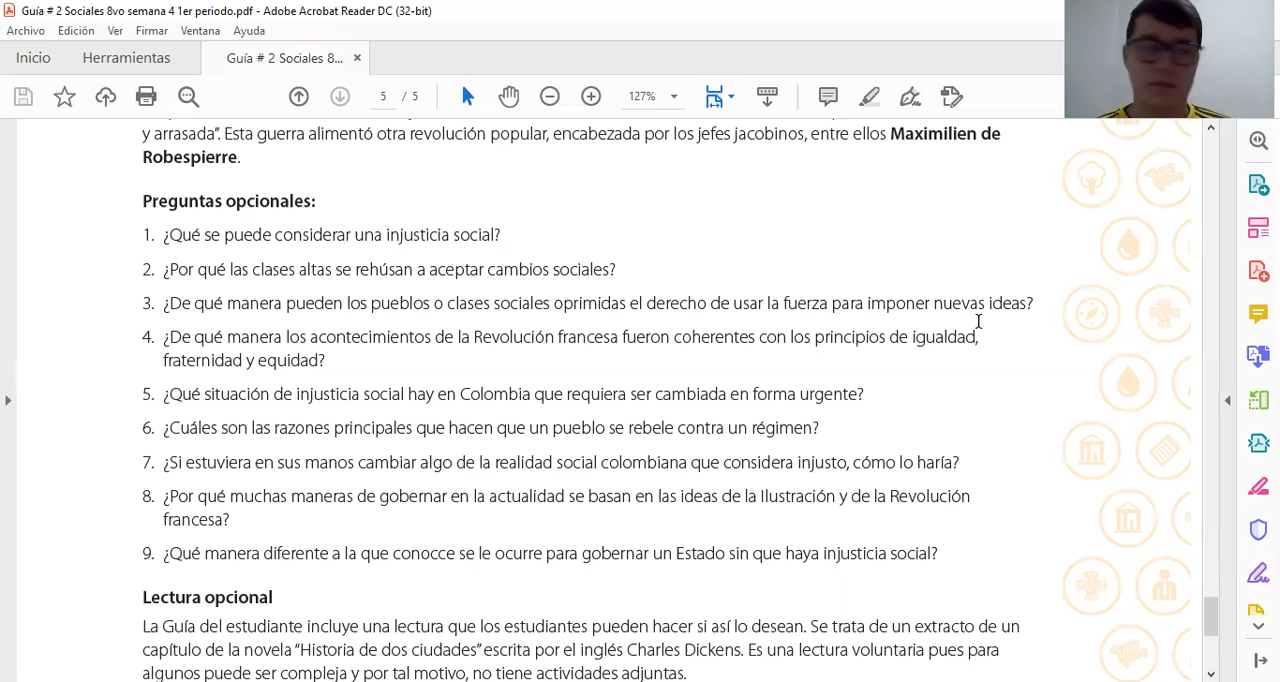 Guía # 2 Sociales 8vo semana 4 1er periodo.pdf - Adobe Acrobat Reader DC (32-bit)
Archivo Edición Ver Firmar Ventana Ayuda
Inicio Herramientas Guía # 2 Sociales 8... ×
5 / 5 127%
y arrasada”. Esta guerra alimentó otra revolución popular, encabezada por los jefes jacobinos, entre ellos Maximilien de
Robespierre.
Preguntas opcionales:
1. ¿Qué se puede considerar una injusticia social?
2. ¿Por qué las clases altas se rehúsan a aceptar cambios sociales?
3. ¿De qué manera pueden los pueblos o clases sociales oprimidas el derecho de usar la fuerza para imponer nuevas ideas?
4. ¿De qué manera los acontecimientos de la Revolución francesa fueron coherentes con los principios de igualdad,
fraternidad y equidad?
5. ¿Qué situación de injusticia social hay en Colombia que requiera ser cambiada en forma urgente?
6. ¿Cuáles son las razones principales que hacen que un pueblo se rebele contra un régimen?
7. ¿Si estuviera en sus manos cambiar algo de la realidad social colombiana que considera injusto, cómo lo haría?
8. ¿Por qué muchas maneras de gobernar en la actualidad se basan en las ideas de la Ilustración y de la Revolución
francesa?
9. ¿Qué manera diferente a la que conocce se le ocurre para gobernar un Estado sin que haya injusticia social?
Lectura opcional
La Guía del estudiante incluye una lectura que los estudiantes pueden hacer si así lo desean. Se trata de un extracto de un
capítulo de la novela “Historia de dos ciudades” escrita por el inglés Charles Dickens. Es una lectura voluntaria pues para
algunos puede ser compleja y por tal motivo, no tiene actividades adjuntas.